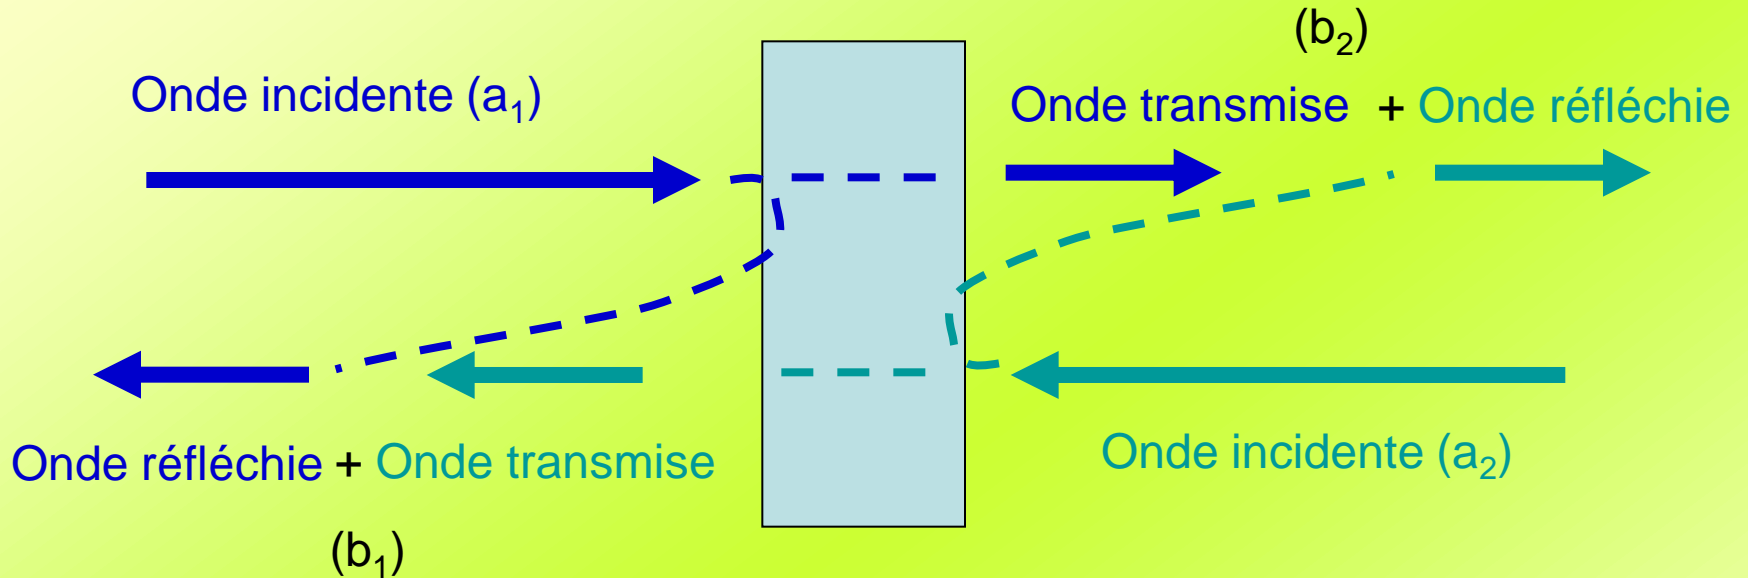 (b₂)
Onde incidente (a₁)
Onde transmise + Onde réfléchie
Onde incidente (a₂)
Onde réfléchie + Onde transmise
(b₁)